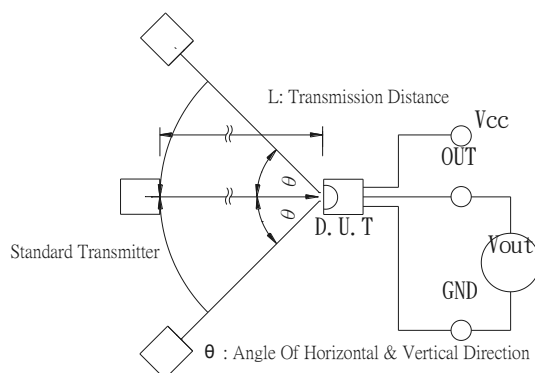 L: Transmission Distance
Vcc
OUT
θ
θ
D.U.T
Standard Transmitter
Vout
GND
θ : Angle Of Horizontal & Vertical Direction